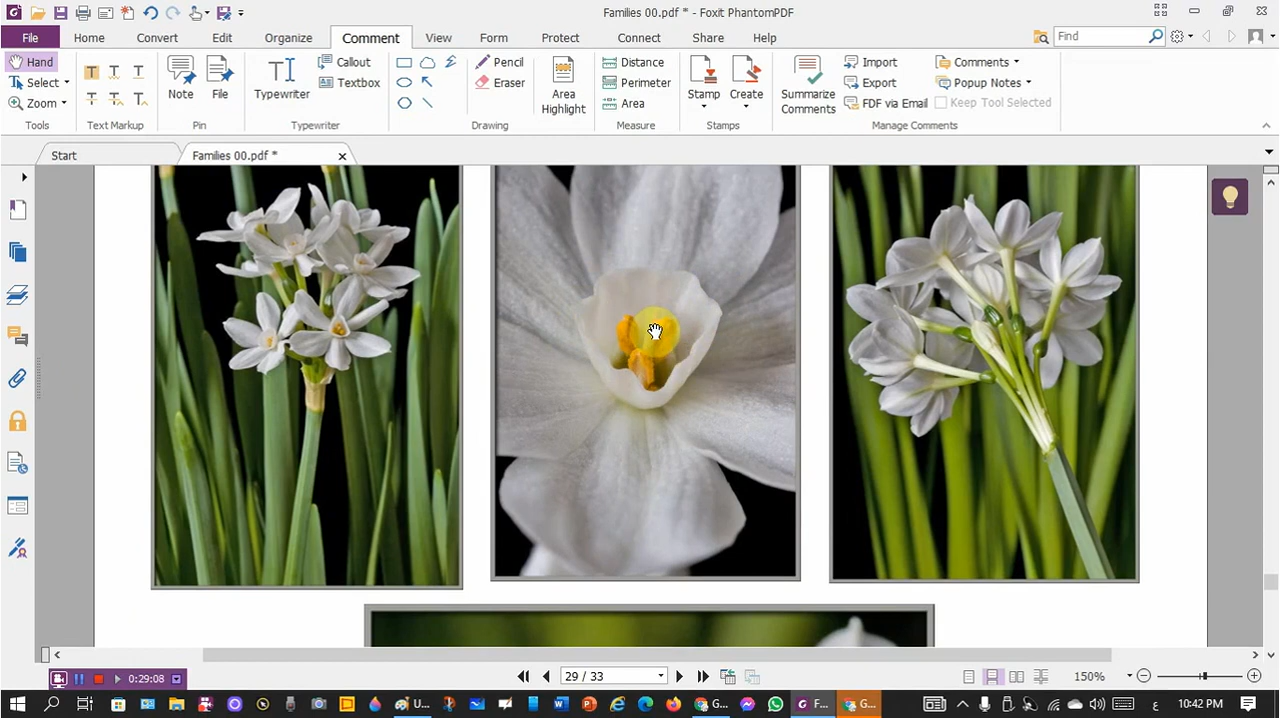 Families 00.pdf * - Foxit PhantomPDF
File Home Convert Edit Organize Comment View Form Protect Connect Share Help Find
Hand
Select
Zoom
Tools
Text Markup
Note
File
Pin
Typewriter
Callout
Textbox
Typewriter
Pencil
Eraser
Drawing
Area Highlight
Distance
Perimeter
Area
Measure
Stamp
Create
Stamps
Summarize Comments
Import
Export
FDF via Email
Comments
Popup Notes
Keep Tool Selected
Manage Comments
Start Families 00.pdf *
0:29:08 29 / 33 150%
U... G... F... G... ع 10:42 PM